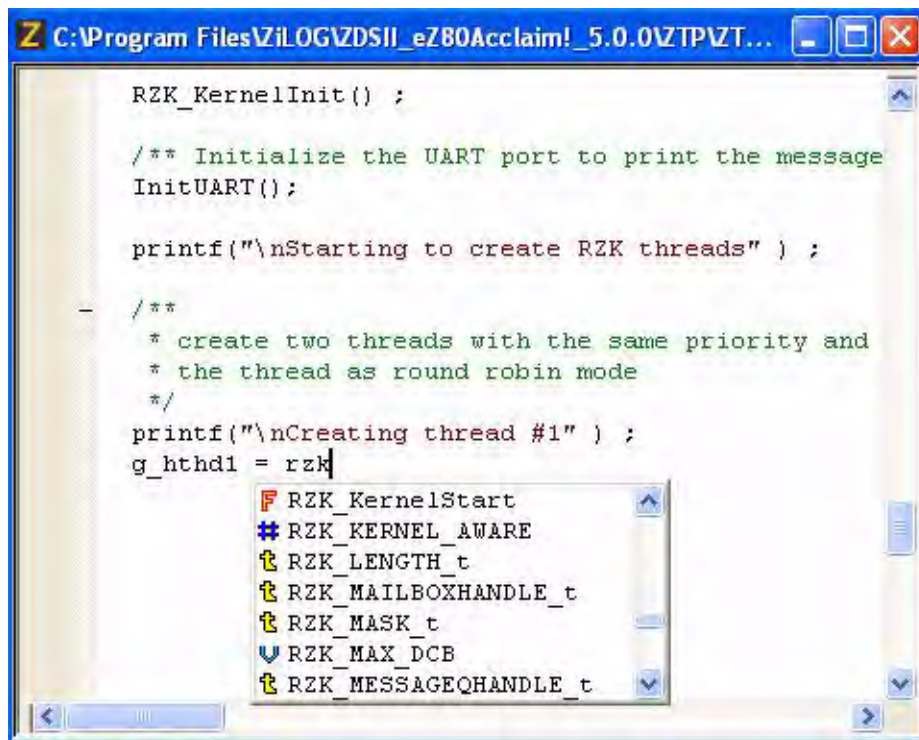 Z C:\Program Files\ZiLOG\ZDSII_eZ80Acclaim!_5.0.0\ZTP\ZT...
RZK_KernelInit() ;
/** Initialize the UART port to print the message
InitUART();
printf("\nStarting to create RZK threads" ) ;
/**
* create two threads with the same priority and
* the thread as round robin mode
*/
printf("\nCreating thread #1" ) ;
g_hthd1 = rzk
F RZK_KernelStart
# RZK_KERNEL_AWARE
t RZK_LENGTH_t
t RZK_MAILBOXHANDLE_t
t RZK_MASK_t
V RZK_MAX_DCB
t RZK_MESSAGEQHANDLE_t